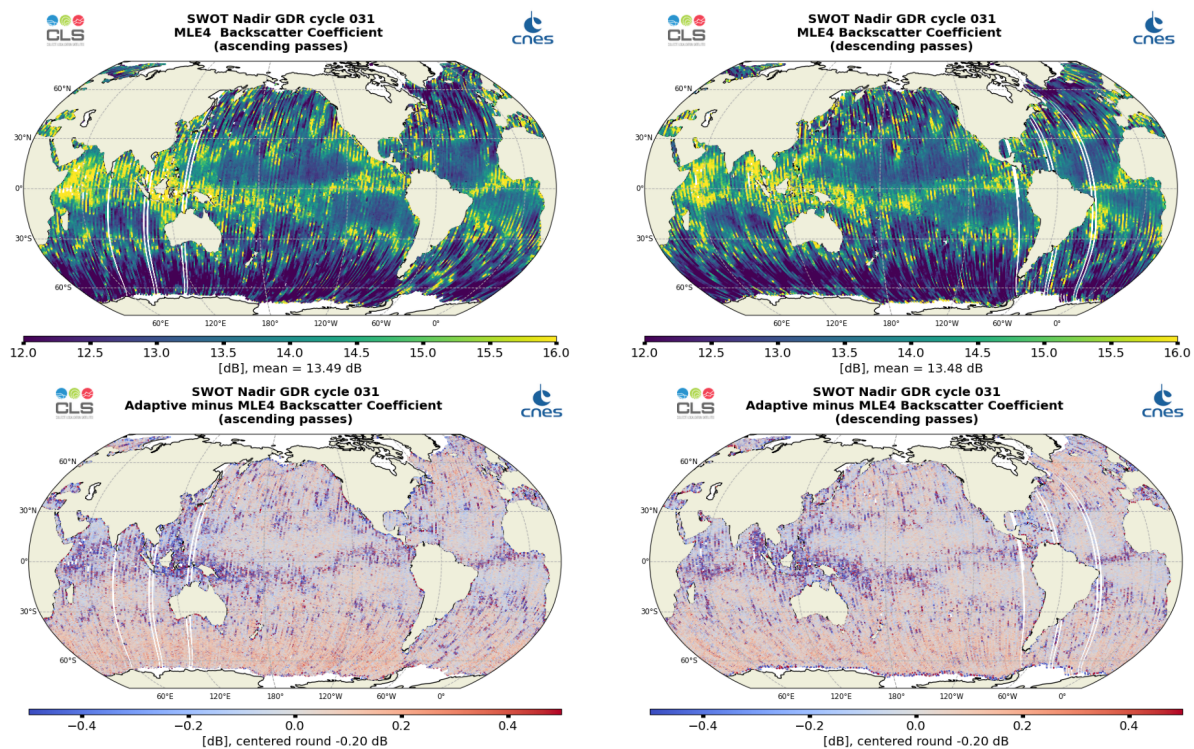 CLS
SWOT Nadir GDR cycle 031
MLE4 Backscatter Coefficient
(ascending passes)
cnes
60°N
30°N
0°
30°S
60°S
60°E 120°E 180° 120°W 60°W 0°
12.0 12.5 13.0 13.5 14.0 14.5 15.0 15.5 16.0
[dB], mean = 13.49 dB
CLS
SWOT Nadir GDR cycle 031
MLE4 Backscatter Coefficient
(descending passes)
cnes
60°N
30°N
0°
30°S
60°S
60°E 120°E 180° 120°W 60°W 0°
12.0 12.5 13.0 13.5 14.0 14.5 15.0 15.5 16.0
[dB], mean = 13.48 dB
CLS
SWOT Nadir GDR cycle 031
Adaptive minus MLE4 Backscatter Coefficient
(ascending passes)
cnes
60°N
30°N
0°
30°S
60°S
60°E 120°E 180° 120°W 60°W 0°
−0.4 −0.2 0.0 0.2 0.4
[dB], centered round -0.20 dB
CLS
SWOT Nadir GDR cycle 031
Adaptive minus MLE4 Backscatter Coefficient
(descending passes)
cnes
60°N
30°N
0°
30°S
60°S
60°E 120°E 180° 120°W 60°W 0°
−0.4 −0.2 0.0 0.2 0.4
[dB], centered round -0.20 dB